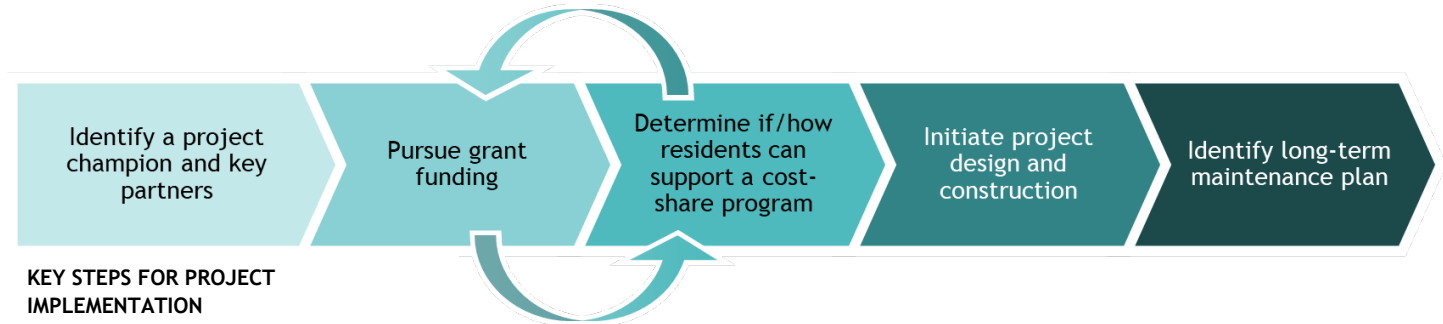 Identify a project
champion and key
partners
Pursue grant
funding
Determine if/how
residents can
support a cost-
share program
Initiate project
design and
construction
Identify long-term
maintenance plan
KEY STEPS FOR PROJECT
IMPLEMENTATION